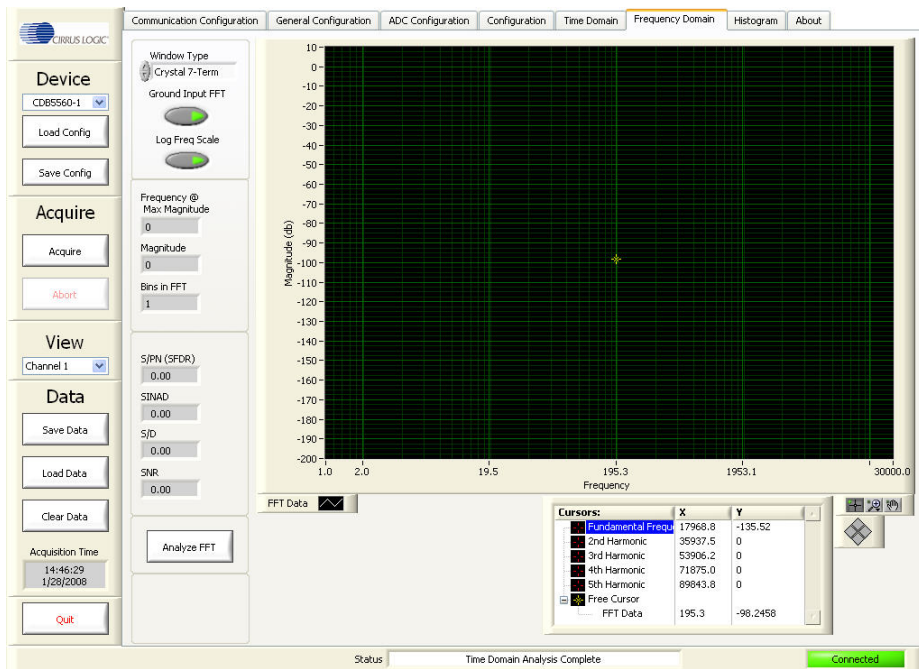 CIRRUS LOGIC
Communication Configuration
General Configuration
ADC Configuration
Configuration
Time Domain
Frequency Domain
Histogram
About
Device
CDB5560-1
Load Config
Save Config
Acquire
Acquire
Abort
View
Channel 1
Data
Save Data
Load Data
Clear Data
Acquisition Time
14:46:29
1/28/2008
Quit
Window Type
Crystal 7-Term
Ground Input FFT
Log Freq Scale
Frequency @
Max Magnitude
0
Magnitude
0
Bins in FFT
1
S/PN (SFDR)
0.00
SINAD
0.00
S/D
0.00
SNR
0.00
Analyze FFT
Magnitude (db)
10
0
-10
-20
-30
-40
-50
-60
-70
-80
-90
-100
-110
-120
-130
-140
-150
-160
-170
-180
-190
-200
1.0 2.0 19.5 195.3 1953.1 30000.0
Frequency
FFT Data
Cursors: X Y
Fundamental Frequ 17968.8 -135.52
2nd Harmonic 35937.5 0
3rd Harmonic 53906.2 0
4th Harmonic 71875.0 0
5th Harmonic 89843.8 0
Free Cursor
FFT Data 195.3 -98.2458
Status Time Domain Analysis Complete Connected